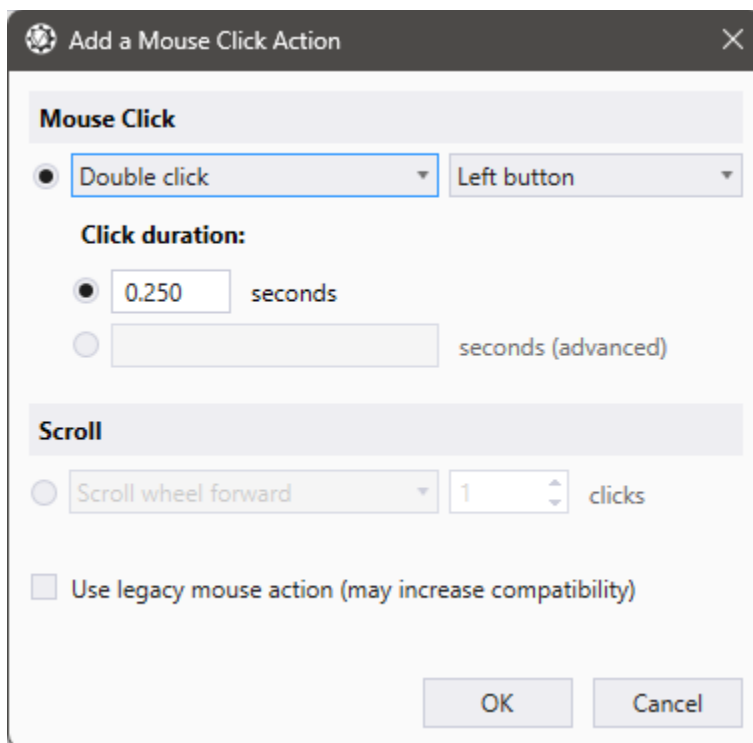 Add a Mouse Click Action
Mouse Click
Double click Left button
Click duration:
0.250 seconds
seconds (advanced)
Scroll
Scroll wheel forward 1 clicks
Use legacy mouse action (may increase compatibility)
OK Cancel